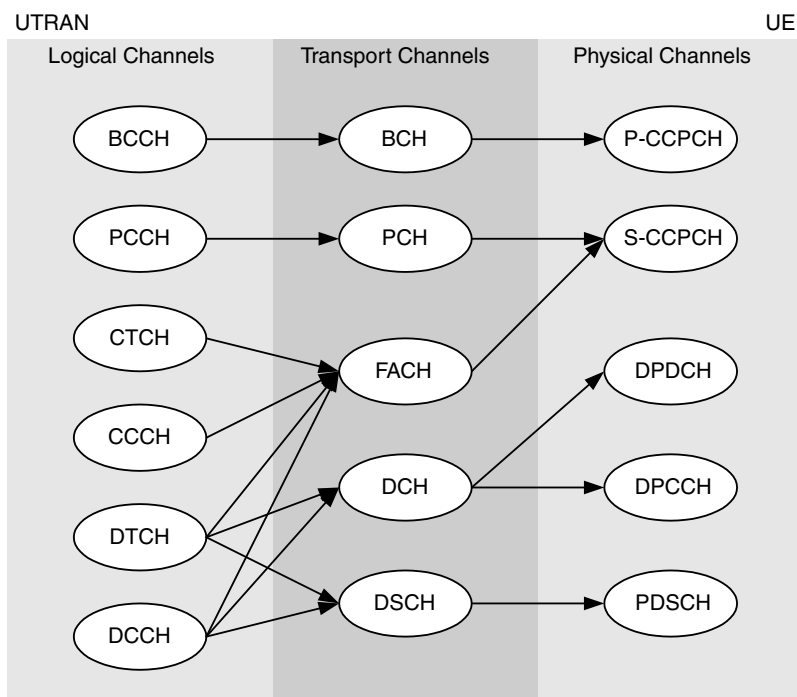 UTRAN UE
Logical Channels Transport Channels Physical Channels
BCCH BCH P-CCPCH
PCCH PCH S-CCPCH
CTCH
FACH DPDCH
CCCH
DCH DPCCH
DTCH
DSCH PDSCH
DCCH